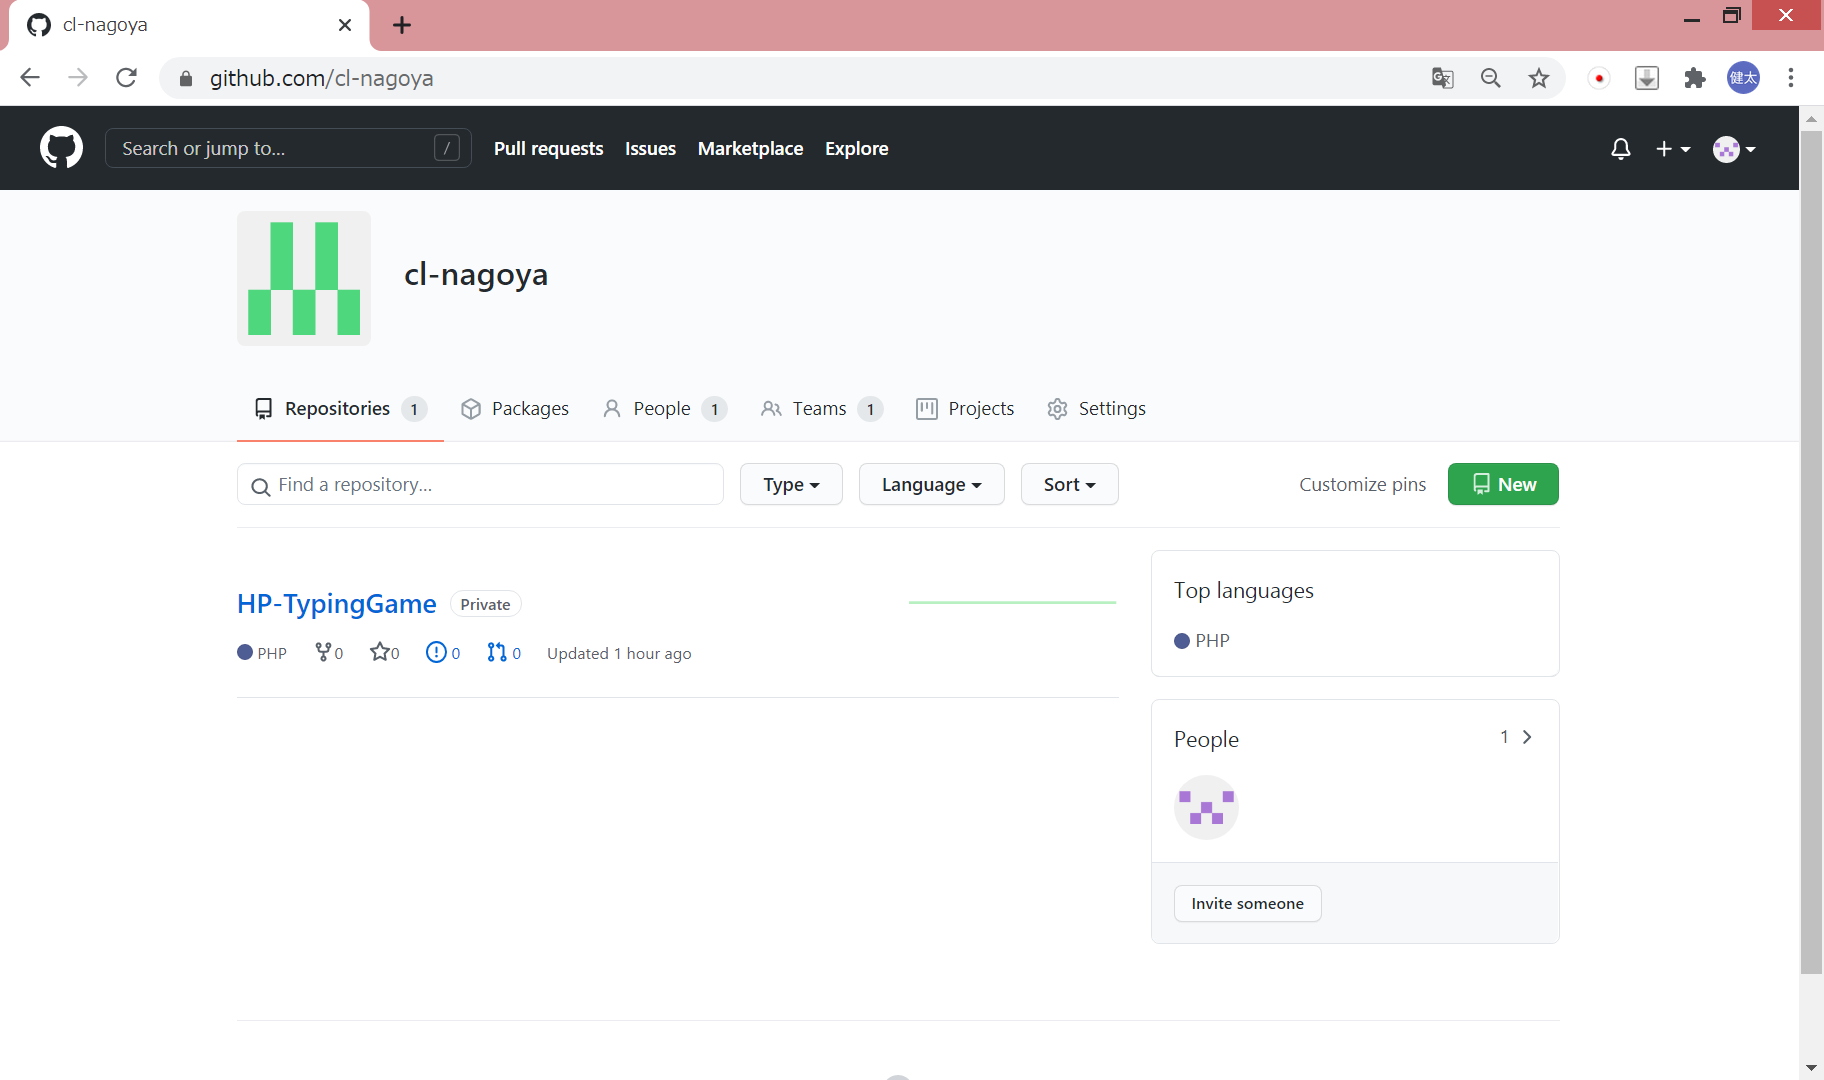 cl-nagoya
github.com/cl-nagoya
健太
Search or jump to... /
Pull requests Issues Marketplace Explore
cl-nagoya
Repositories 1 Packages People 1 Teams 1 Projects Settings
Find a repository... Type Language Sort Customize pins New
HP-TypingGame Private
PHP 0 0 0 0 Updated 1 hour ago
Top languages
PHP
People 1
Invite someone